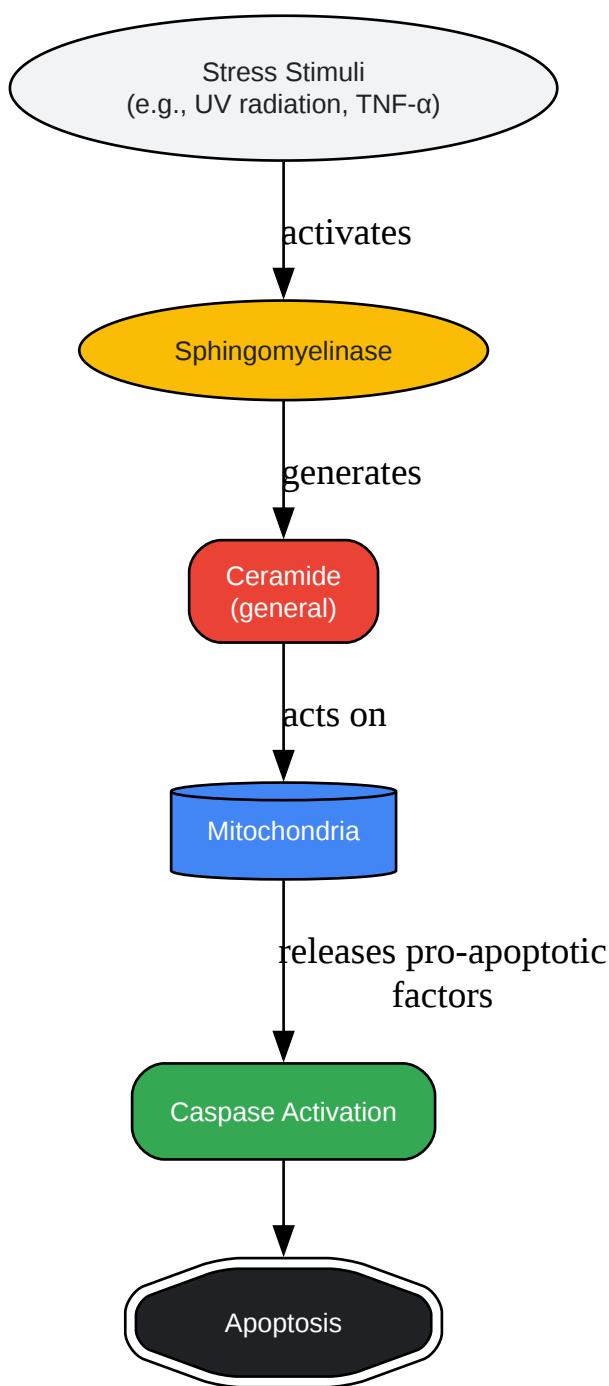 Stress Stimuli
(e.g., UV radiation, TNF-α)
activates
Sphingomyelinase
generates
Ceramide
(general)
acts on
Mitochondria
releases pro-apoptotic
factors
Caspase Activation
Apoptosis